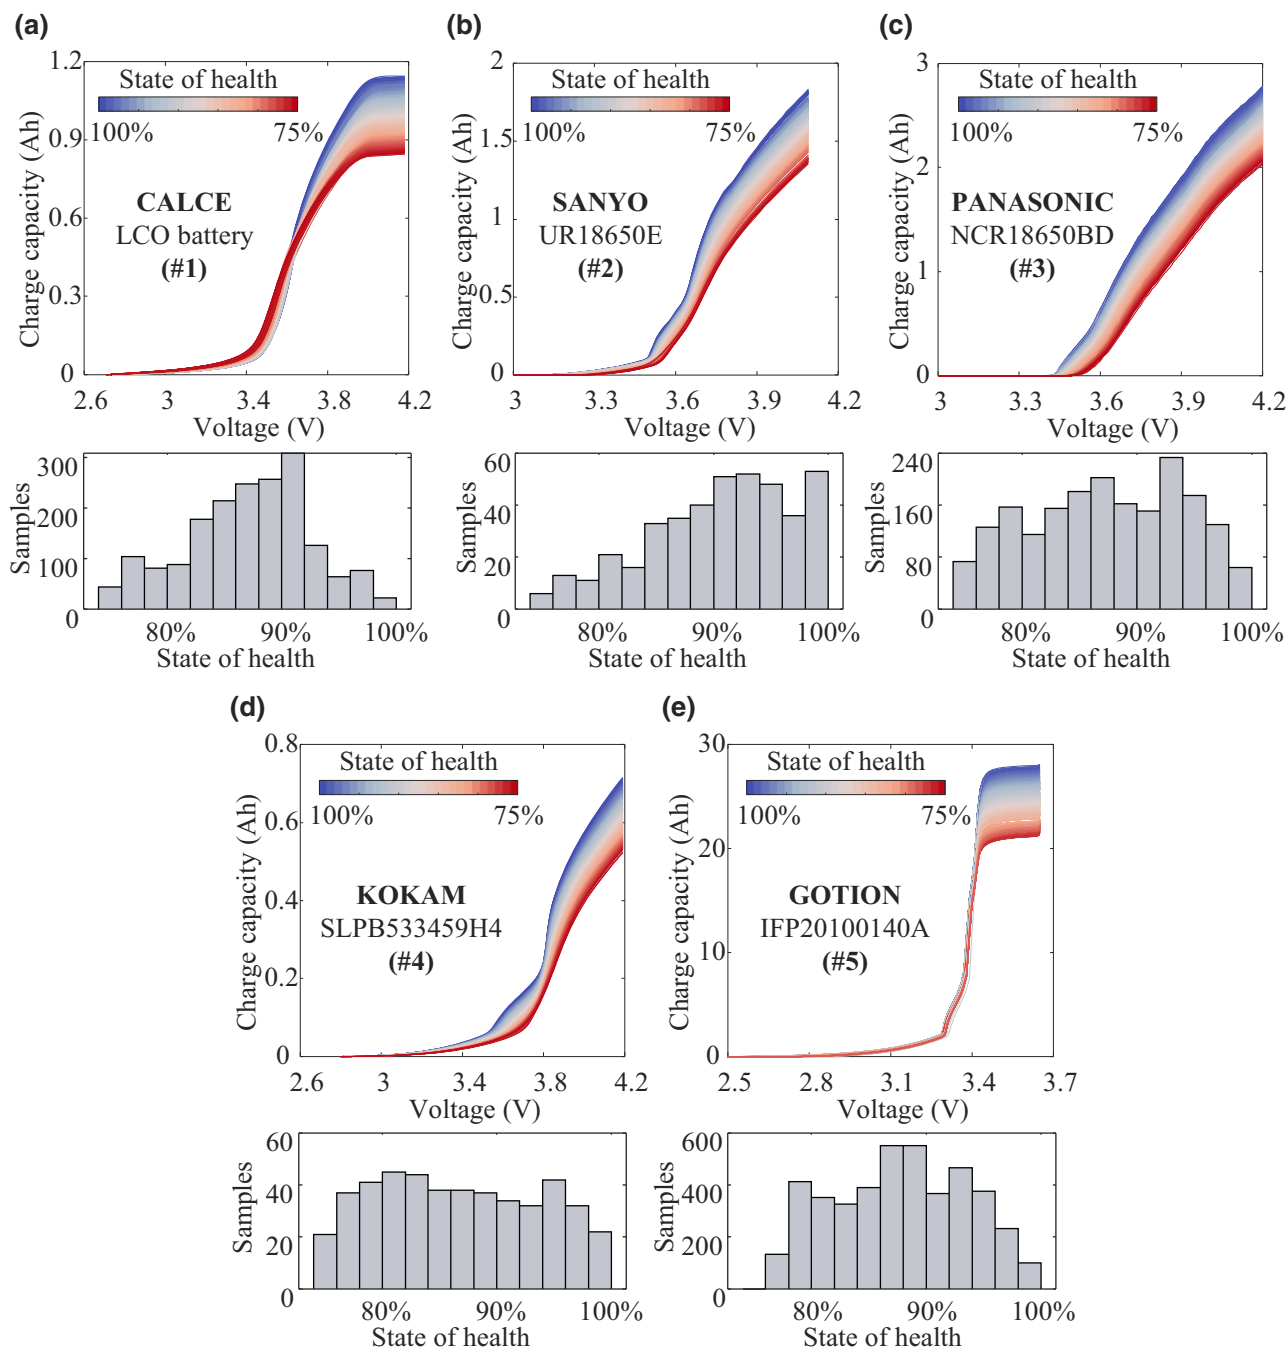 (a)
1.2
0.9
0.6
0.3
0
Charge capacity (Ah)
State of health
100%
75%
CALCE
LCO battery
(#1)
2.6
3
3.4
3.8
4.2
Voltage (V)
300
200
100
0
Samples
80%
90%
100%
State of health
(b)
2
1.5
1
0.5
0
Charge capacity (Ah)
State of health
100%
75%
SANYO
UR18650E
(#2)
3
3.3
3.6
3.9
4.2
Voltage (V)
60
40
20
0
Samples
80%
90%
100%
State of health
(c)
3
2
1
0
Charge capacity (Ah)
State of health
100%
75%
PANASONIC
NCR18650BD
(#3)
3
3.3
3.6
3.9
4.2
Voltage (V)
240
160
80
0
Samples
80%
90%
100%
State of health
(d)
0.8
0.6
0.4
0.2
0
Charge capacity (Ah)
State of health
100%
75%
KOKAM
SLPB533459H4
(#4)
2.6
3
3.4
3.8
4.2
Voltage (V)
60
40
20
0
Samples
80%
90%
100%
State of health
(e)
30
20
10
0
Charge capacity (Ah)
State of health
100%
75%
GOTION
IFP20100140A
(#5)
2.5
2.8
3.1
3.4
3.7
Voltage (V)
600
400
200
0
Samples
80%
90%
100%
State of health